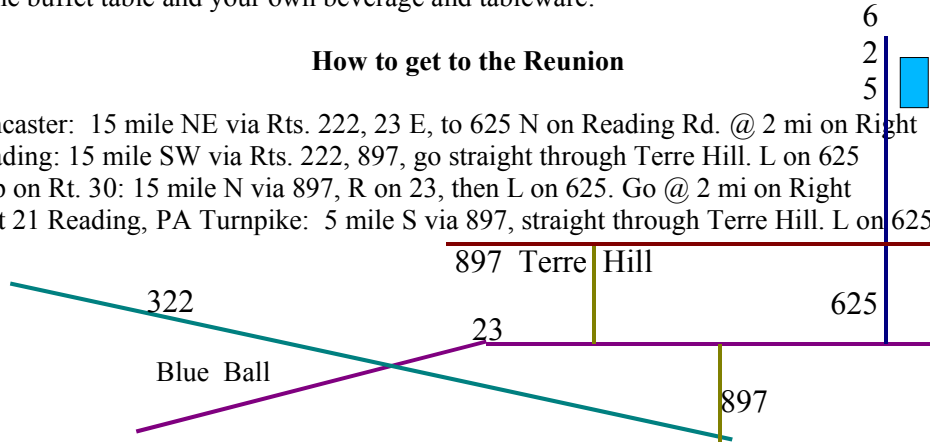 he buffet table and your own beverage and tableware.
6
2
5
How to get to the Reunion
ncaster: 15 mile NE via Rts. 222, 23 E, to 625 N on Reading Rd. @ 2 mi on Right
ading: 15 mile SW via Rts. 222, 897, go straight through Terre Hill. L on 625
p on Rt. 30: 15 mile N via 897, R on 23, then L on 625. Go @ 2 mi on Right
t 21 Reading, PA Turnpike: 5 mile S via 897, straight through Terre Hill. L on 625
897 Terre Hill
322
625
23
Blue Ball
897